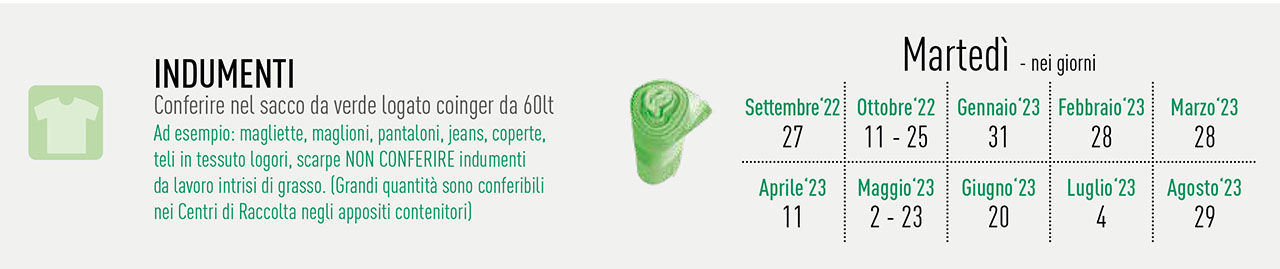 INDUMENTI
Conferire nel sacco da verde logato coinger da 60lt
Ad esempio: magliette, maglioni, pantaloni, jeans, coperte,
teli in tessuto logori, scarpe NON CONFERIRE indumenti
da lavoro intrisi di grasso. (Grandi quantità sono conferibili
nei Centri di Raccolta negli appositi contenitori)
Martedì - nei giorni
Settembre‘22 Ottobre‘22 Gennaio‘23 Febbraio‘23 Marzo‘23
27 11 - 25 31 28 28
Aprile‘23 Maggio‘23 Giugno‘23 Luglio‘23 Agosto‘23
11 2 - 23 20 4 29